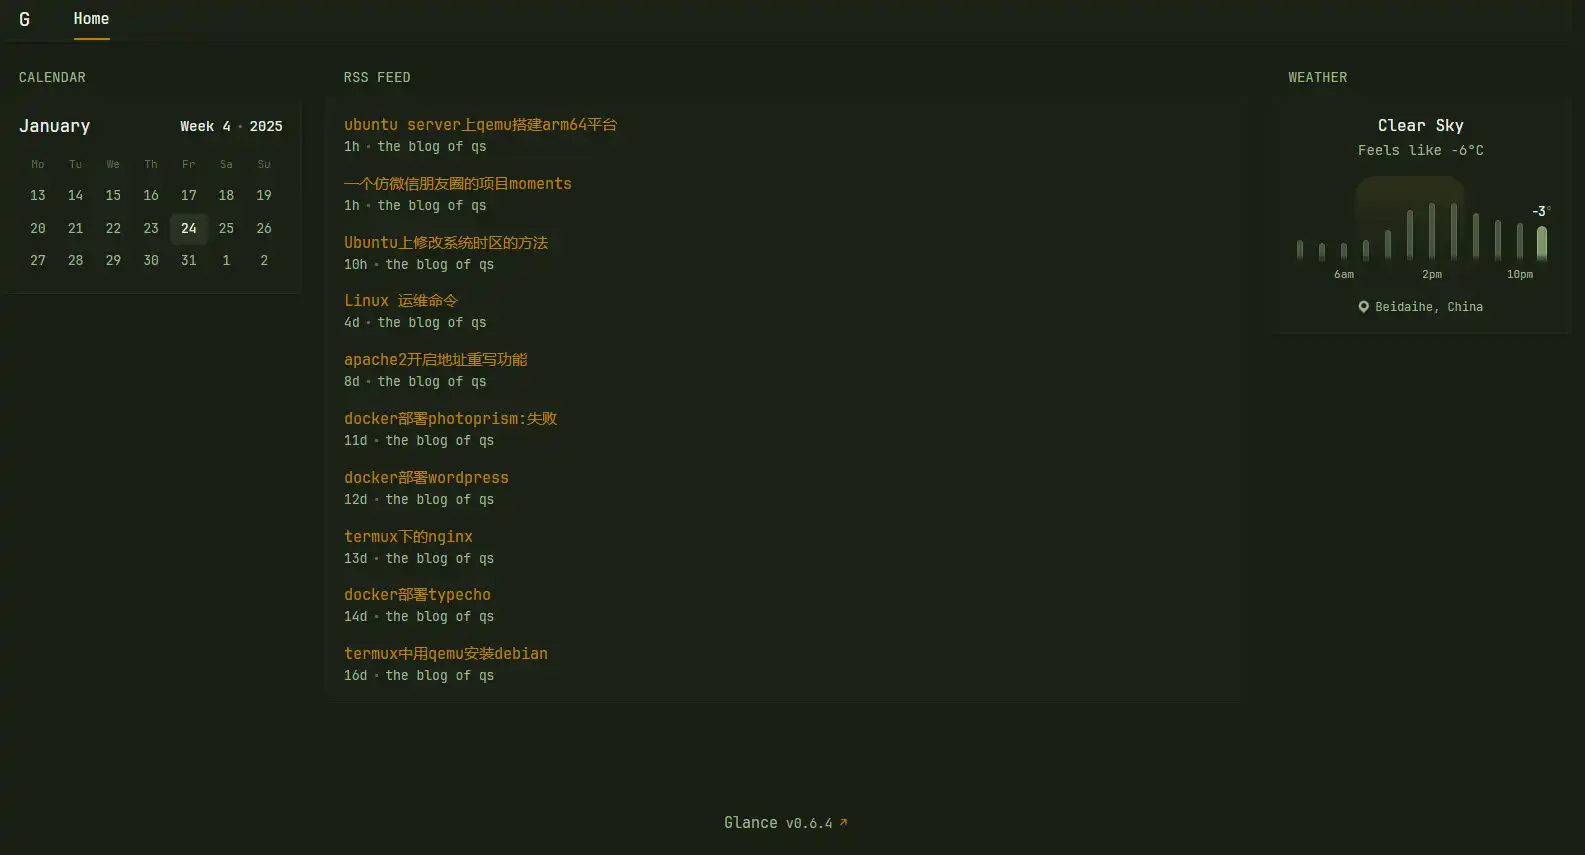 G Home
CALENDAR
January Week 4 • 2025
Mo Tu We Th Fr Sa Su
13 14 15 16 17 18 19
20 21 22 23 24 25 26
27 28 29 30 31 1 2
RSS FEED
ubuntu server上qemu搭建arm64平台
1h • the blog of qs
一个仿微信朋友圈的项目moments
1h • the blog of qs
Ubuntu上修改系统时区的方法
10h • the blog of qs
Linux 运维命令
4d • the blog of qs
apache2开启地址重写功能
8d • the blog of qs
docker部署photoprism:失败
11d • the blog of qs
docker部署wordpress
12d • the blog of qs
termux下的nginx
13d • the blog of qs
docker部署typecho
14d • the blog of qs
termux中用qemu安装debian
16d • the blog of qs
WEATHER
Clear Sky
Feels like -6°C
-3°
6am 2pm 10pm
Beidaihe, China
Glance v0.6.4 ↗